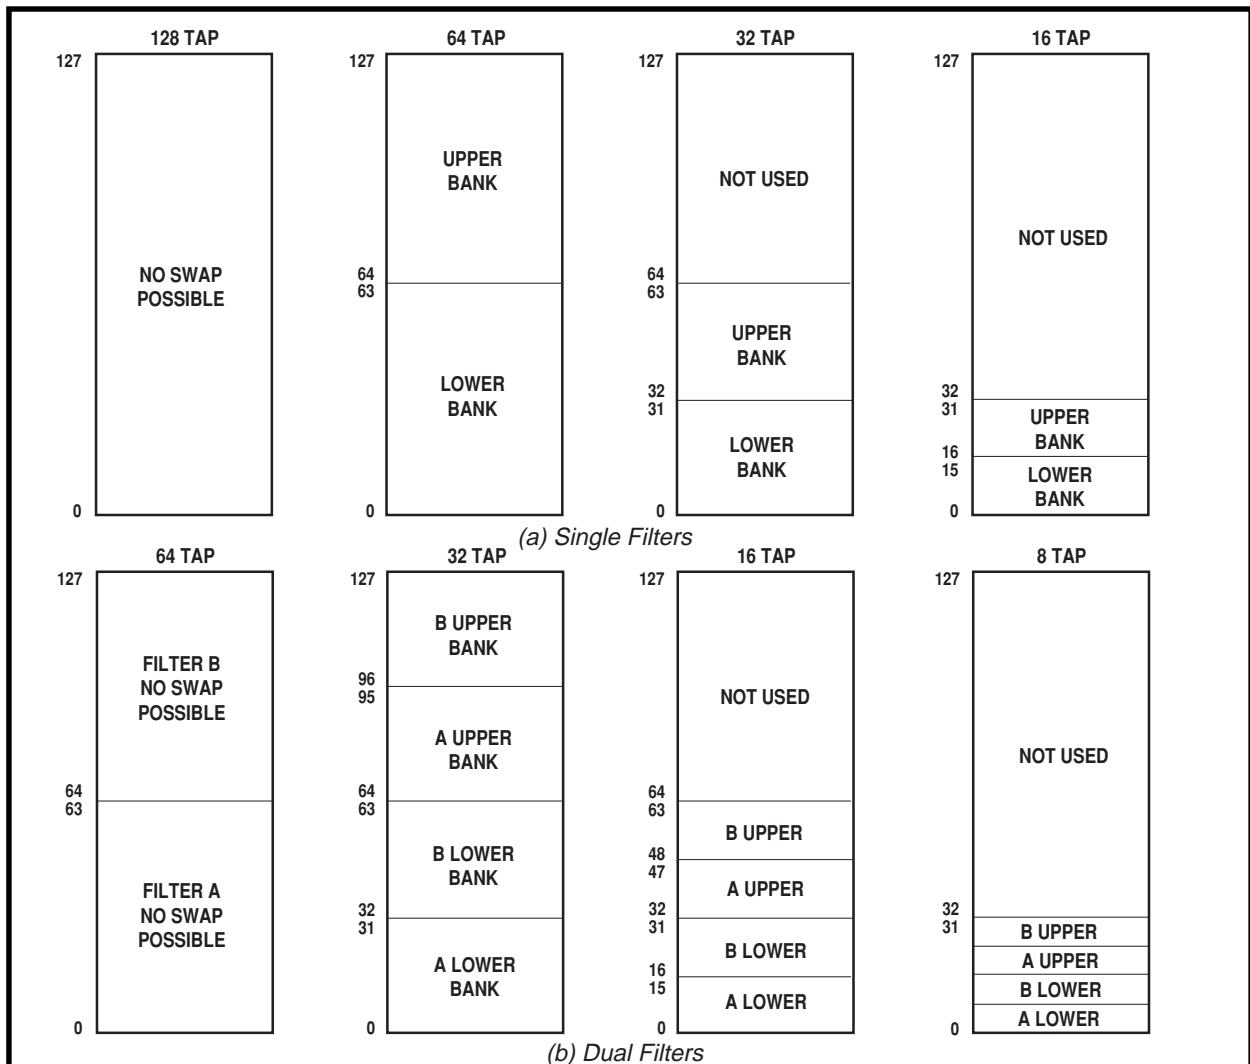 128 TAP
127
NO SWAP
POSSIBLE
0
64 TAP
127
UPPER
BANK
64
63
LOWER
BANK
0
32 TAP
127
NOT USED
64
63
UPPER
BANK
32
31
LOWER
BANK
0
16 TAP
127
NOT USED
32
31
UPPER
BANK
16
15
LOWER
BANK
0
(a) Single Filters
64 TAP
127
FILTER B
NO SWAP
POSSIBLE
64
63
FILTER A
NO SWAP
POSSIBLE
0
32 TAP
127
B UPPER
BANK
96
95
A UPPER
BANK
64
63
B LOWER
BANK
32
31
A LOWER
BANK
0
16 TAP
127
NOT USED
64
63
B UPPER
48
47
A UPPER
32
31
B LOWER
16
15
A LOWER
0
8 TAP
127
NOT USED
32
31
B UPPER
A UPPER
B LOWER
A LOWER
0
(b) Dual Filters